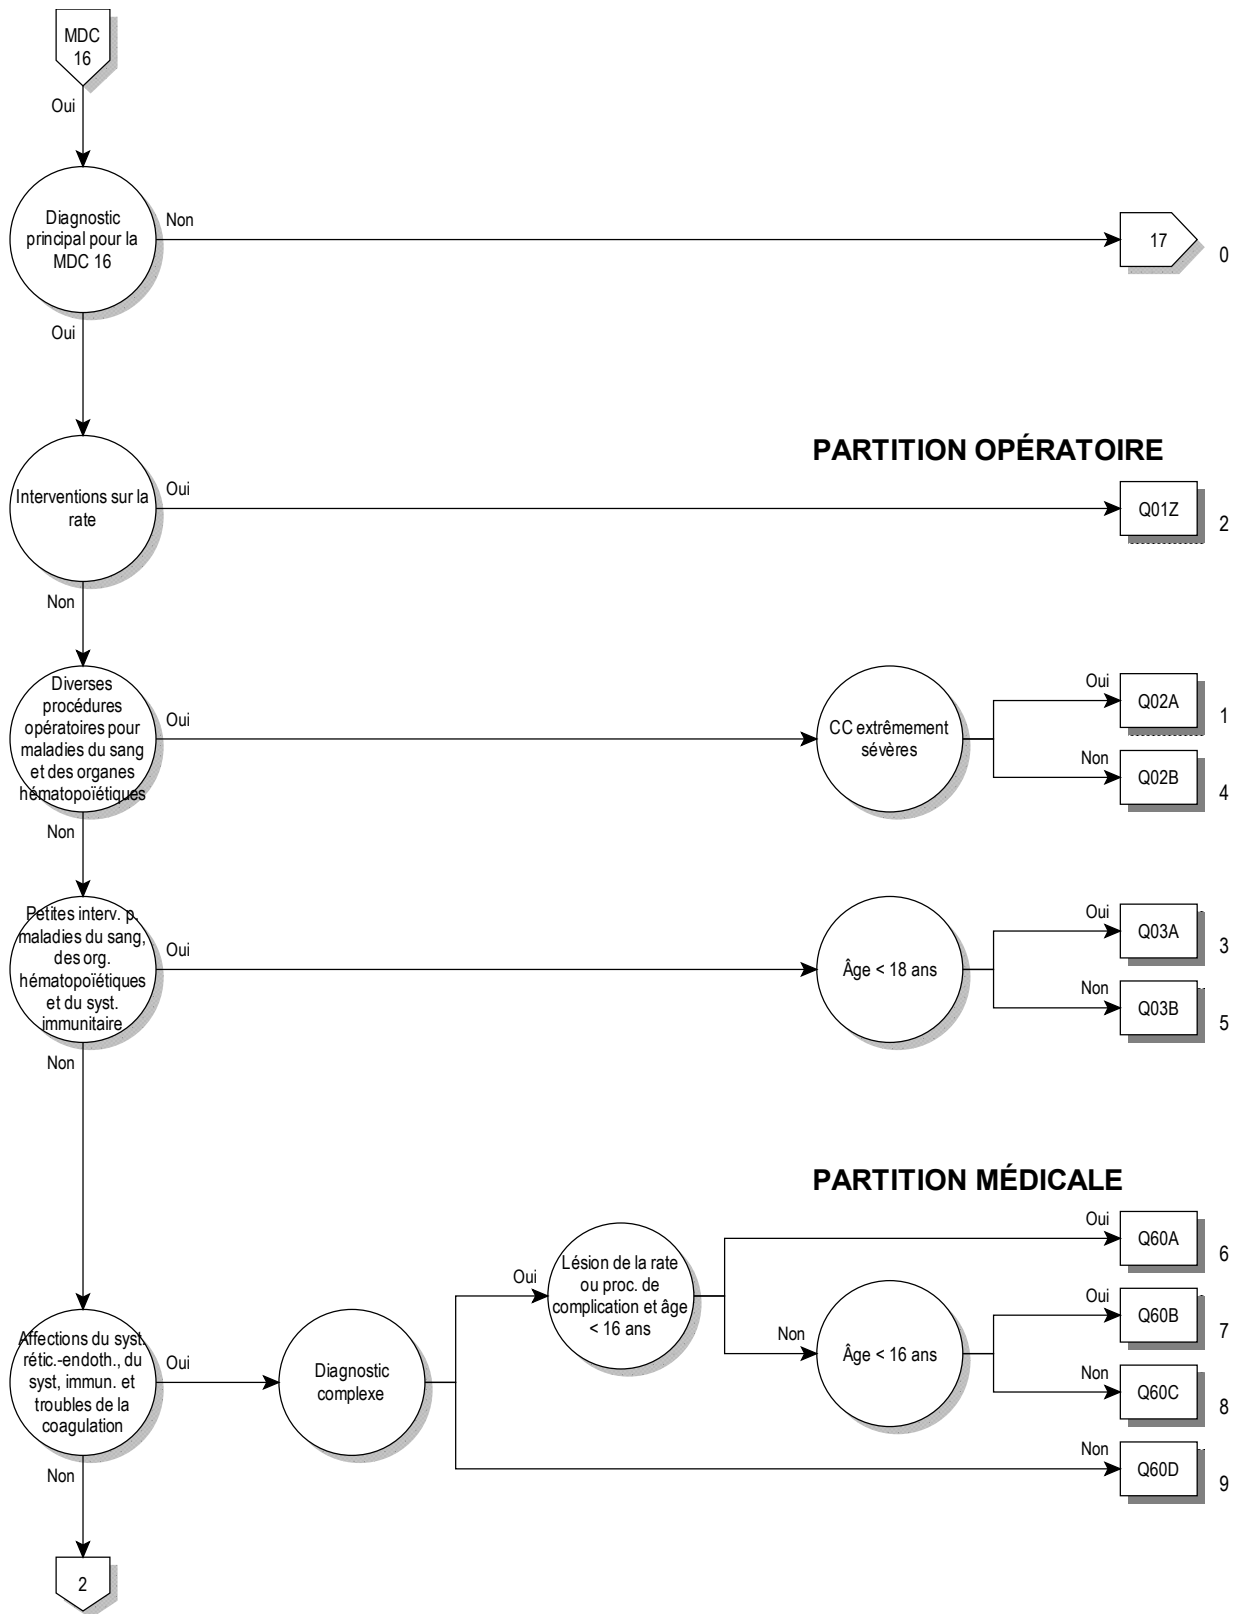 MDC
16
Oui
Diagnostic
principal pour la
MDC 16
Non
17
0
Oui
PARTITION OPÉRATOIRE
Interventions sur la
rate
Oui
Q01Z
2
Non
Diverses
procédures
opératoires pour
maladies du sang
et des organes
hématopoïétiques
Oui
CC extrêmement
sévères
Oui
Q02A
1
Non
Q02B
4
Non
Petites interv. p.
maladies du sang,
des org.
hématopoïétiques
et du syst.
immunitaire
Oui
Âge < 18 ans
Oui
Q03A
3
Non
Q03B
5
Non
PARTITION MÉDICALE
Affections du syst.
rétic.-endoth., du
syst, immun. et
troubles de la
coagulation
Oui
Diagnostic
complexe
Oui
Lésion de la rate
ou proc. de
complication et âge
< 16 ans
Oui
Q60A
6
Non
Âge < 16 ans
Oui
Q60B
7
Non
Q60C
8
Non
Q60D
9
Non
2